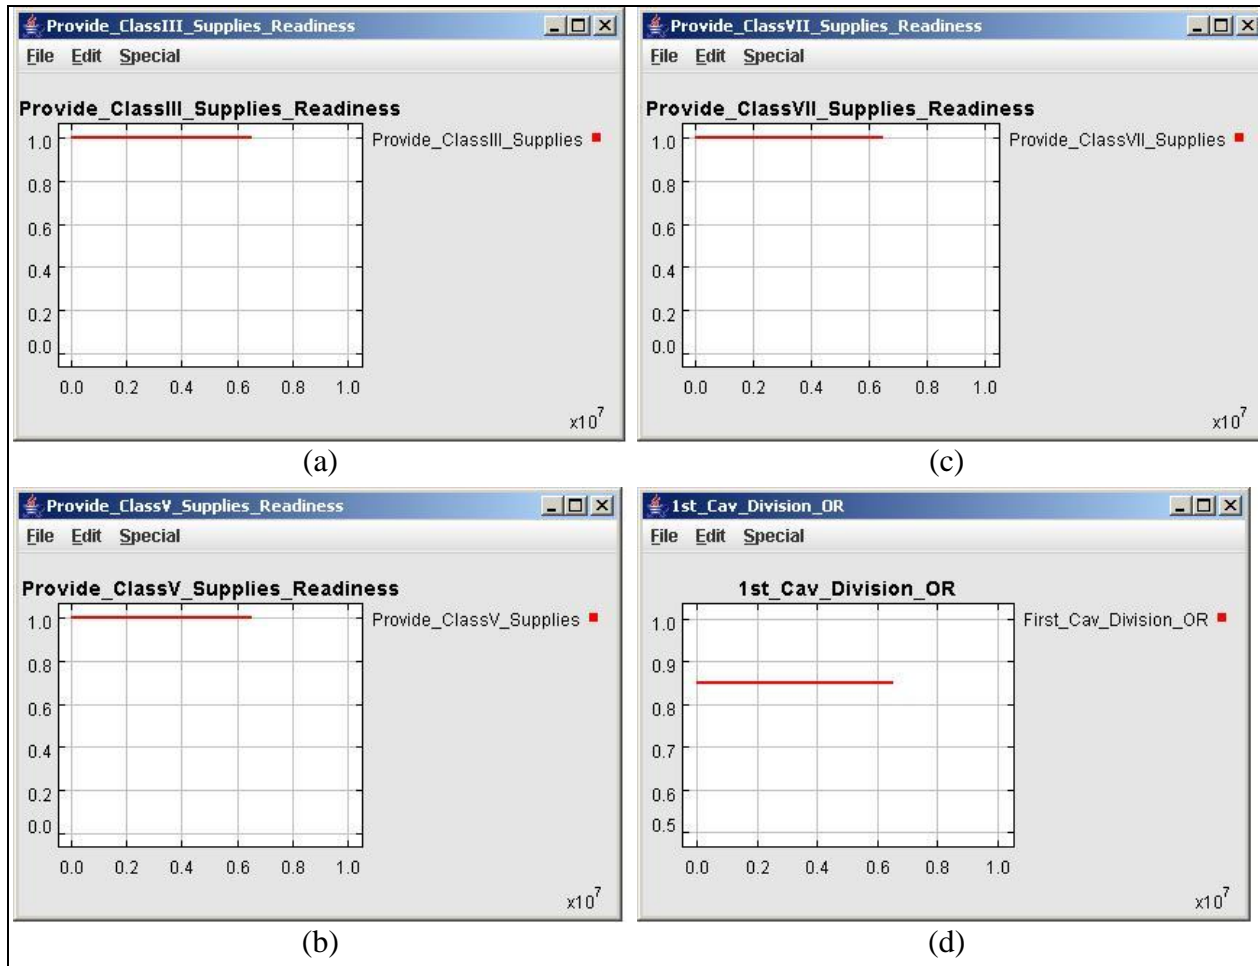 Provide_ClassIII_Supplies_Readiness
File Edit Special
Provide_ClassIII_Supplies_Readiness
Provide_ClassIII_Supplies
1.0
0.8
0.6
0.4
0.2
0.0
0.0 0.2 0.4 0.6 0.8 1.0
x10^7
(a)
Provide_ClassVII_Supplies_Readiness
File Edit Special
Provide_ClassVII_Supplies_Readiness
Provide_ClassVII_Supplies
1.0
0.8
0.6
0.4
0.2
0.0
0.0 0.2 0.4 0.6 0.8 1.0
x10^7
(c)
Provide_ClassV_Supplies_Readiness
File Edit Special
Provide_ClassV_Supplies_Readiness
Provide_ClassV_Supplies
1.0
0.8
0.6
0.4
0.2
0.0
0.0 0.2 0.4 0.6 0.8 1.0
x10^7
(b)
1st_Cav_Division_OR
File Edit Special
1st_Cav_Division_OR
First_Cav_Division_OR
1.0
0.9
0.8
0.7
0.6
0.5
0.0 0.2 0.4 0.6 0.8 1.0
x10^7
(d)